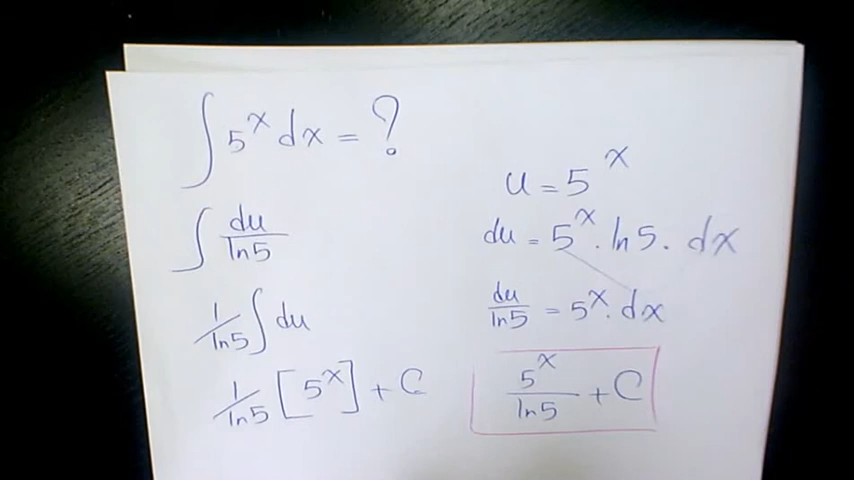 ∫ 5^x dx = ?
∫ du/ln5
1/ln5 ∫ du
1/ln5 [5^x] + C
u = 5^x
du = 5^x . ln5 . dx
du/ln5 = 5^x . dx
5^x/ln5 + C